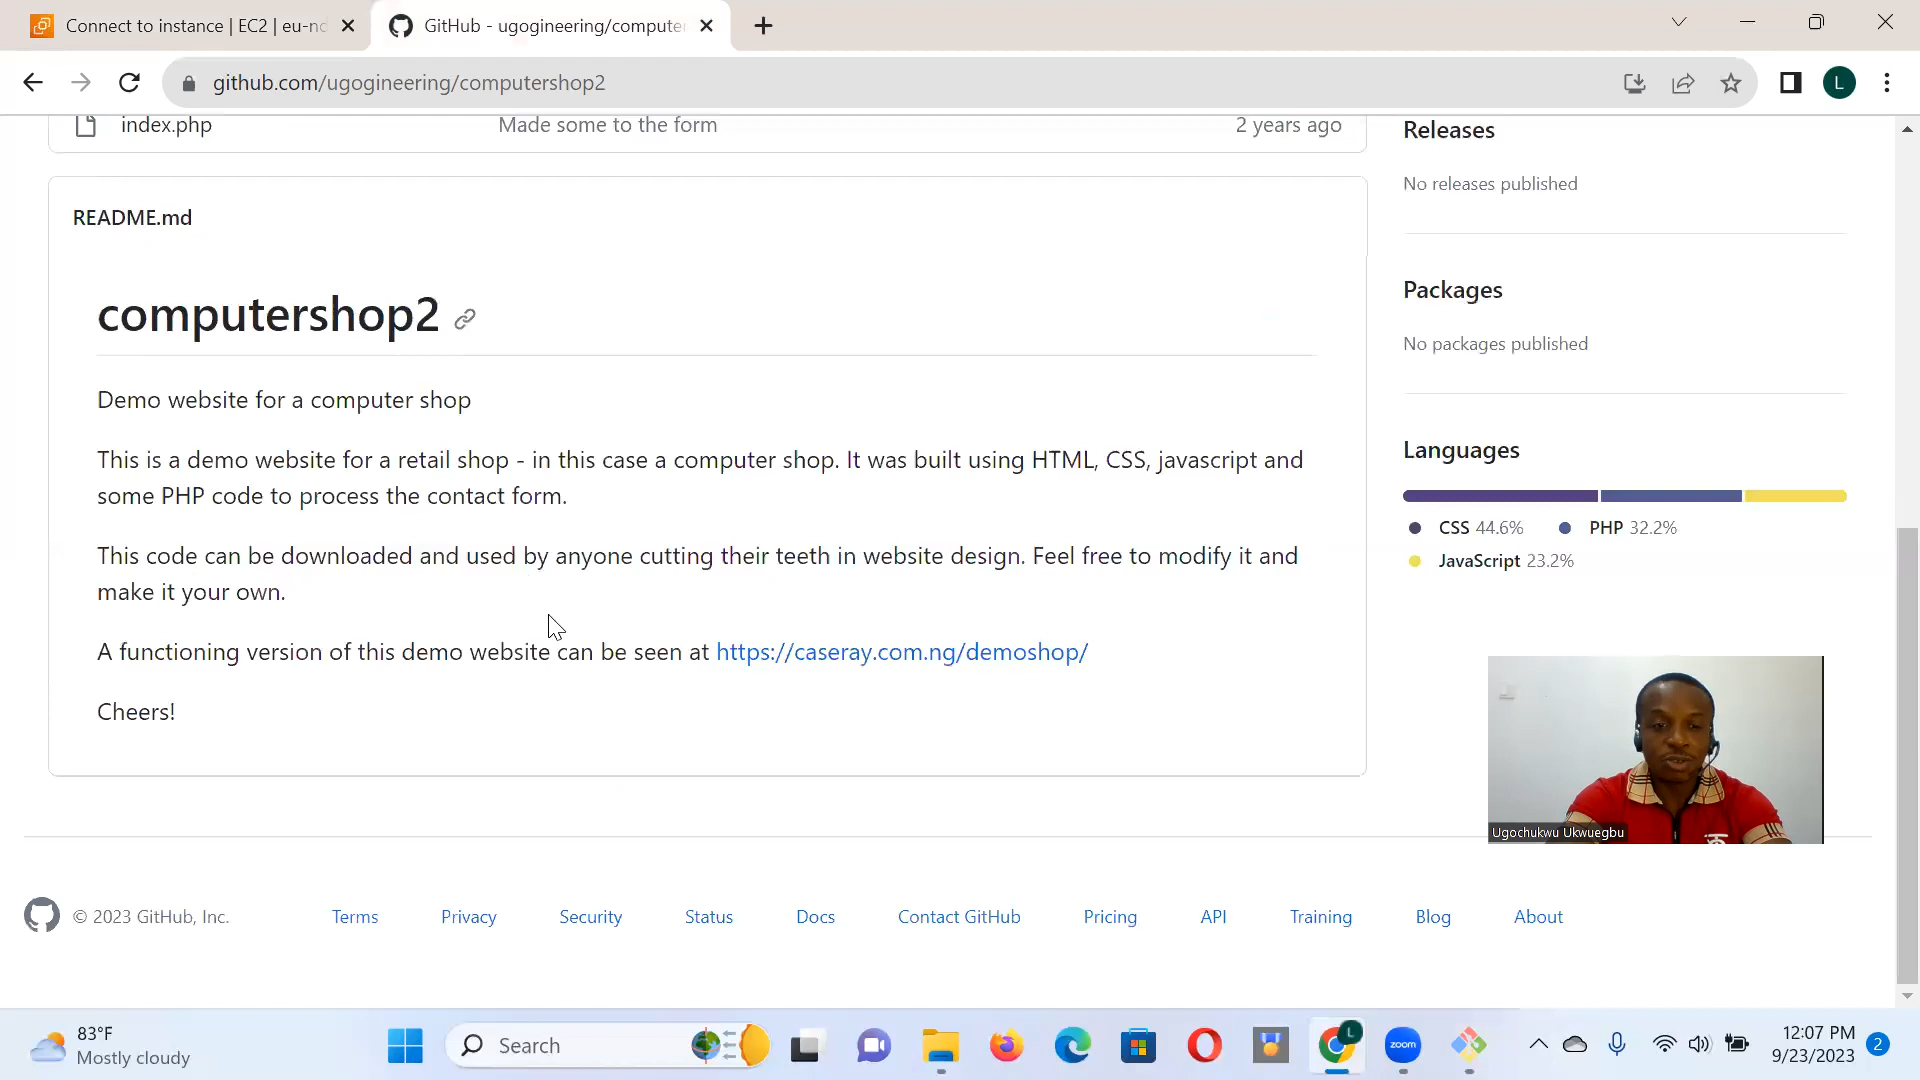 Connect to instance | EC2 | eu-no
GitHub - ugogineering/compute
github.com/ugogineering/computershop2
L
index.php
Made some to the form
2 years ago
README.md
computershop2
Demo website for a computer shop
This is a demo website for a retail shop - in this case a computer shop. It was built using HTML, CSS, javascript and
some PHP code to process the contact form.
This code can be downloaded and used by anyone cutting their teeth in website design. Feel free to modify it and
make it your own.
A functioning version of this demo website can be seen at https://caseray.com.ng/demoshop/
Cheers!
Releases
No releases published
Packages
No packages published
Languages
CSS 44.6%
PHP 32.2%
JavaScript 23.2%
Ugochukwu Ukwuegbu
© 2023 GitHub, Inc.
Terms
Privacy
Security
Status
Docs
Contact GitHub
Pricing
API
Training
Blog
About
83°F
Mostly cloudy
Search
L
zoom
12:07 PM
9/23/2023
2